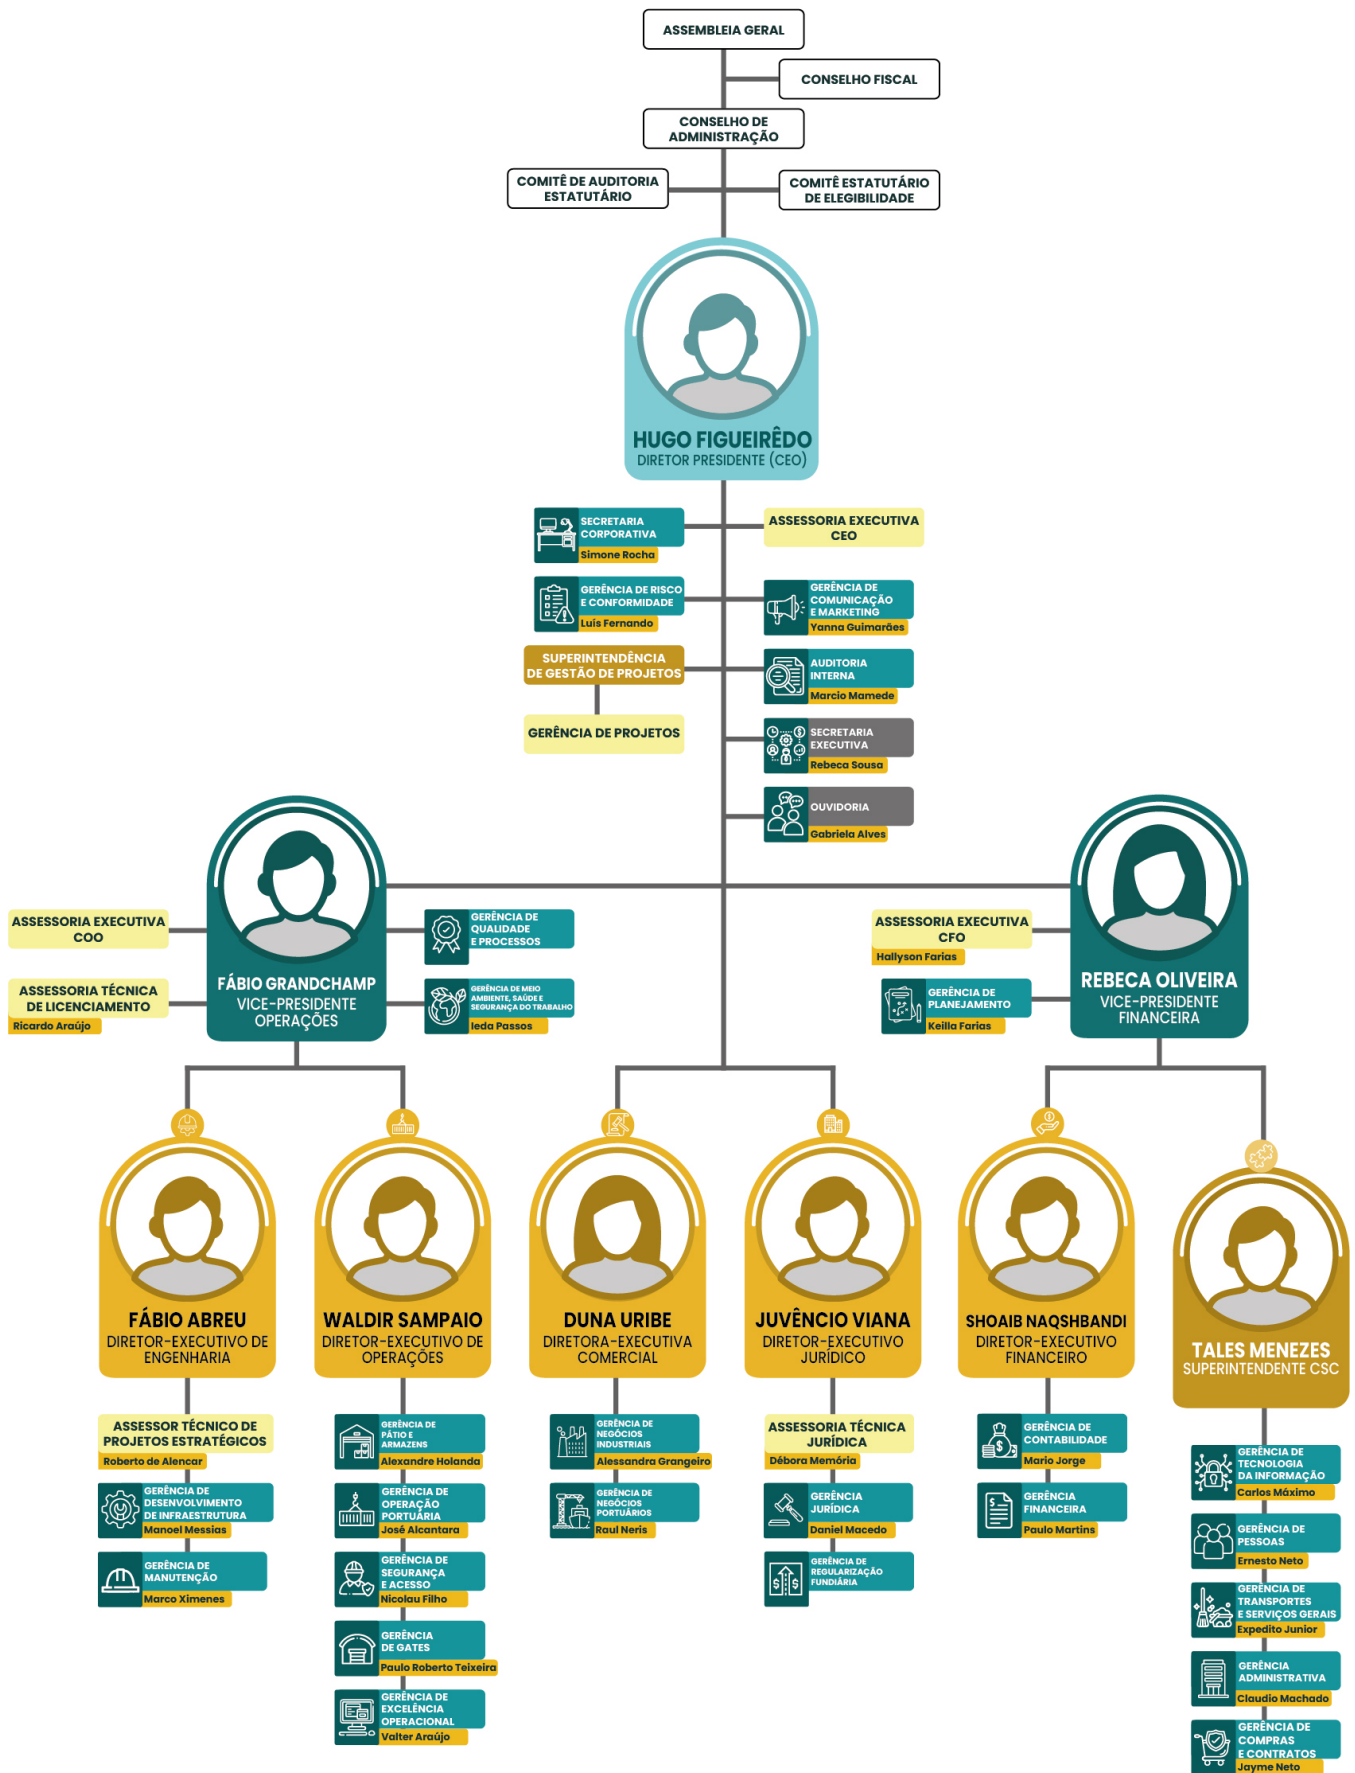 ASSEMBLEIA GERAL
CONSELHO FISCAL
CONSELHO DE
ADMINISTRAÇÃO
COMITÊ DE AUDITORIA
ESTATUTÁRIO
COMITÊ ESTATUTÁRIO
DE ELEGIBILIDADE
HUGO FIGUEIRÊDO
DIRETOR PRESIDENTE (CEO)
SECRETARIA
CORPORATIVA
Simone Rocha
ASSESSORIA EXECUTIVA
CEO
GERÊNCIA DE RISCO
E CONFORMIDADE
Luís Fernando
GERÊNCIA DE
COMUNICAÇÃO
E MARKETING
Yanna Guimarães
SUPERINTENDÊNCIA
DE GESTÃO DE PROJETOS
AUDITORIA
INTERNA
Marcio Mamede
GERÊNCIA DE PROJETOS
SECRETARIA
EXECUTIVA
Rebeca Sousa
OUVIDORIA
Gabriela Alves
FÁBIO GRANDCHAMP
VICE-PRESIDENTE
OPERAÇÕES
ASSESSORIA EXECUTIVA
COO
ASSESSORIA TÉCNICA
DE LICENCIAMENTO
Ricardo Araújo
GERÊNCIA DE
QUALIDADE
E PROCESSOS
GERÊNCIA DE MEIO
AMBIENTE, SAÚDE E
SEGURANÇA DO TRABALHO
Ieda Passos
ASSESSORIA EXECUTIVA
CFO
Hallyson Farias
GERÊNCIA DE
PLANEJAMENTO
Keilla Farias
REBECA OLIVEIRA
VICE-PRESIDENTE
FINANCEIRA
FÁBIO ABREU
DIRETOR-EXECUTIVO DE
ENGENHARIA
ASSESSOR TÉCNICO DE
PROJETOS ESTRATÉGICOS
Roberto de Alencar
GERÊNCIA DE
DESENVOLVIMENTO
DE INFRAESTRUTURA
Manoel Messias
GERÊNCIA DE
MANUTENÇÃO
Marco Ximenes
WALDIR SAMPAIO
DIRETOR-EXECUTIVO DE
OPERAÇÕES
GERÊNCIA DE
PÁTIO E
ARMAZENS
Alexandre Holanda
GERÊNCIA DE
OPERAÇÃO
PORTUÁRIA
José Alcantara
GERÊNCIA DE
SEGURANÇA
E ACESSO
Nicolau Filho
GERÊNCIA
DE GATES
Paulo Roberto Teixeira
GERÊNCIA DE
EXCELÊNCIA
OPERACIONAL
Valter Araújo
DUNA URIBE
DIRETORA-EXECUTIVA
COMERCIAL
GERÊNCIA DE
NEGÓCIOS
INDUSTRIAIS
Alessandra Grangeiro
GERÊNCIA DE
NEGÓCIOS
PORTUÁRIOS
Raul Neris
JUVÊNCIO VIANA
DIRETOR-EXECUTIVO
JURÍDICO
ASSESSORIA TÉCNICA
JURÍDICA
Débora Memória
GERÊNCIA
JURÍDICA
Daniel Macedo
GERÊNCIA DE
REGULARIZAÇÃO
FUNDIÁRIA
SHOAIB NAQSHBANDI
DIRETOR-EXECUTIVO
FINANCEIRO
GERÊNCIA DE
CONTABILIDADE
Mario Jorge
GERÊNCIA
FINANCEIRA
Paulo Martins
TALES MENEZES
SUPERINTENDENTE CSC
GERÊNCIA DE
TECNOLOGIA
DA INFORMAÇÃO
Carlos Máximo
GERÊNCIA DE
PESSOAS
Ernesto Neto
GERÊNCIA DE
TRANSPORTES
E SERVIÇOS GERAIS
Expedito Junior
GERÊNCIA
ADMINISTRATIVA
Claudio Machado
GERÊNCIA DE
COMPRAS
E CONTRATOS
Jayme Neto